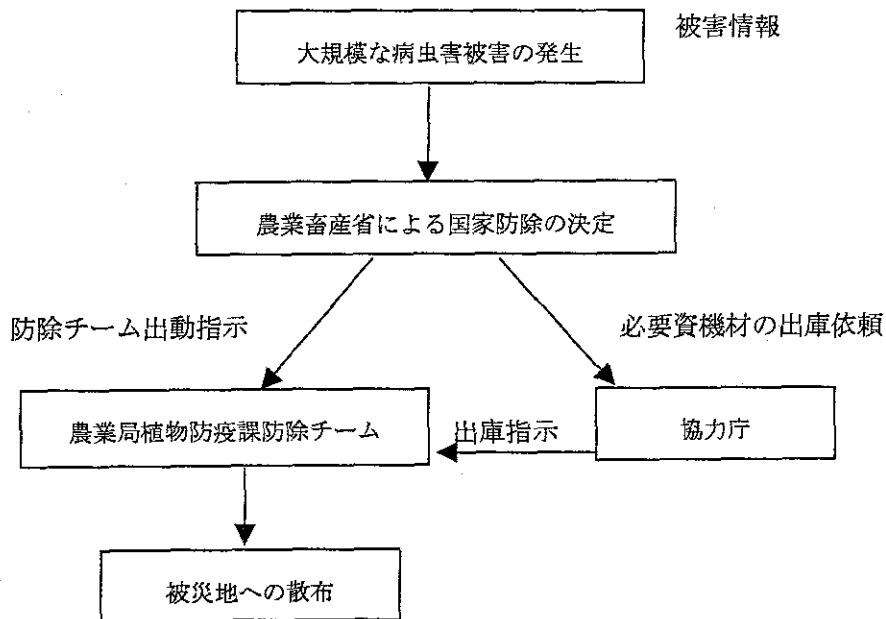 被害情報
大規模な病虫害被害の発生
農業畜産省による国家防除の決定
防除チーム出動指示
必要資機材の出庫依頼
農業局植物防疫課防除チーム
出庫指示
協力庁
被災地への散布